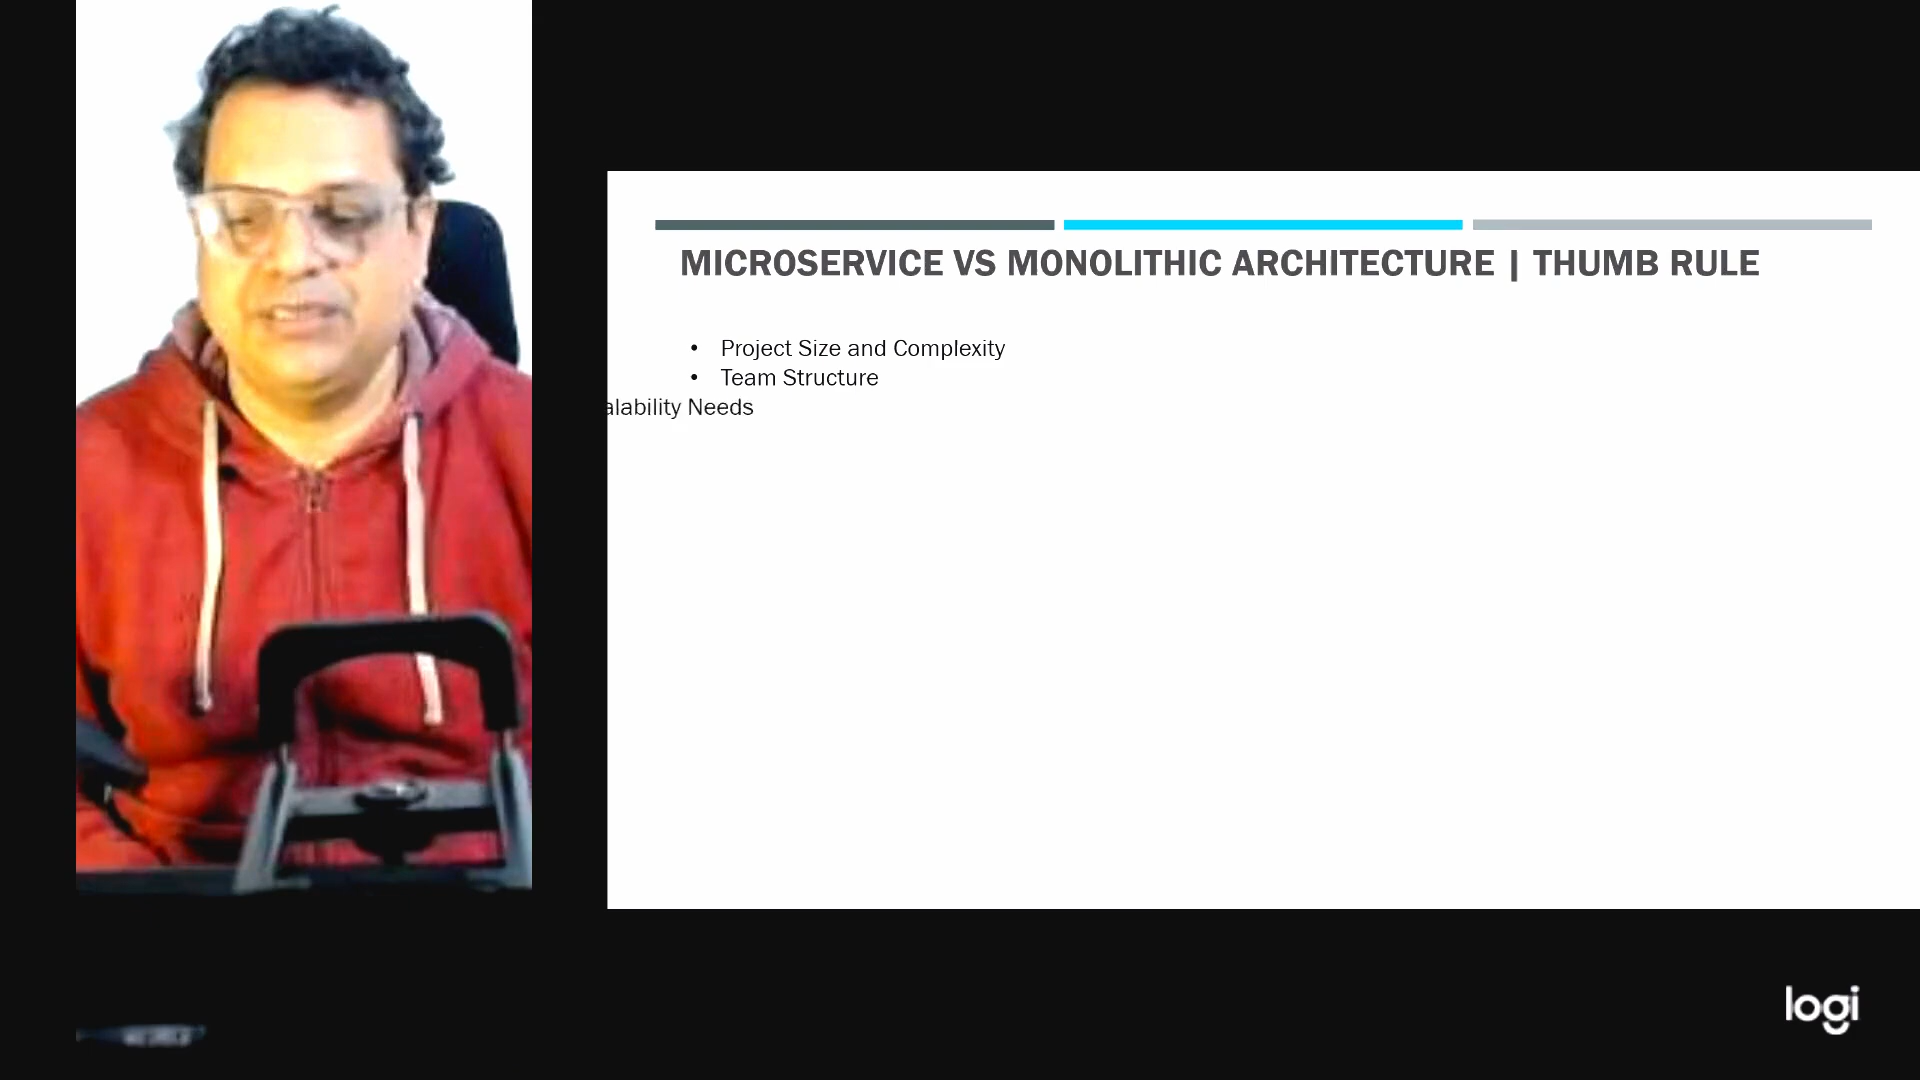 MICROSERVICE VS MONOLITHIC ARCHITECTURE | THUMB RULE
• Project Size and Complexity
• Team Structure
alability Needs
logi